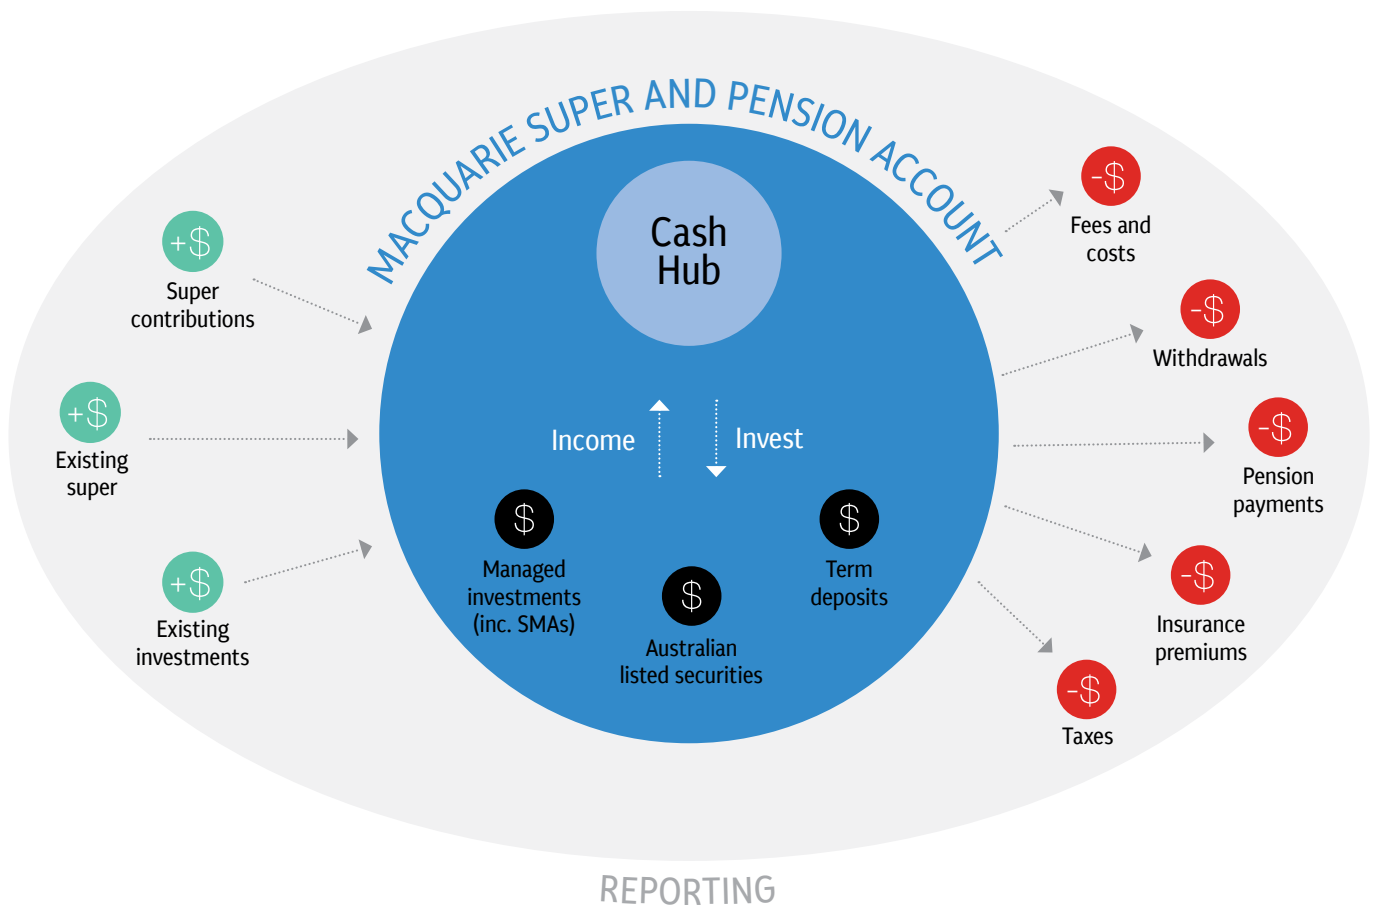 MACQUARIE SUPER AND PENSION ACCOUNT
Cash
Hub
+$
Super
contributions
+$
Existing
super
+$
Existing
investments
Income
Invest
$
Managed
investments
(inc. SMAs)
$
Australian
listed securities
$
Term
deposits
-$
Fees and
costs
-$
Withdrawals
-$
Pension
payments
-$
Insurance
premiums
-$
Taxes
REPORTING